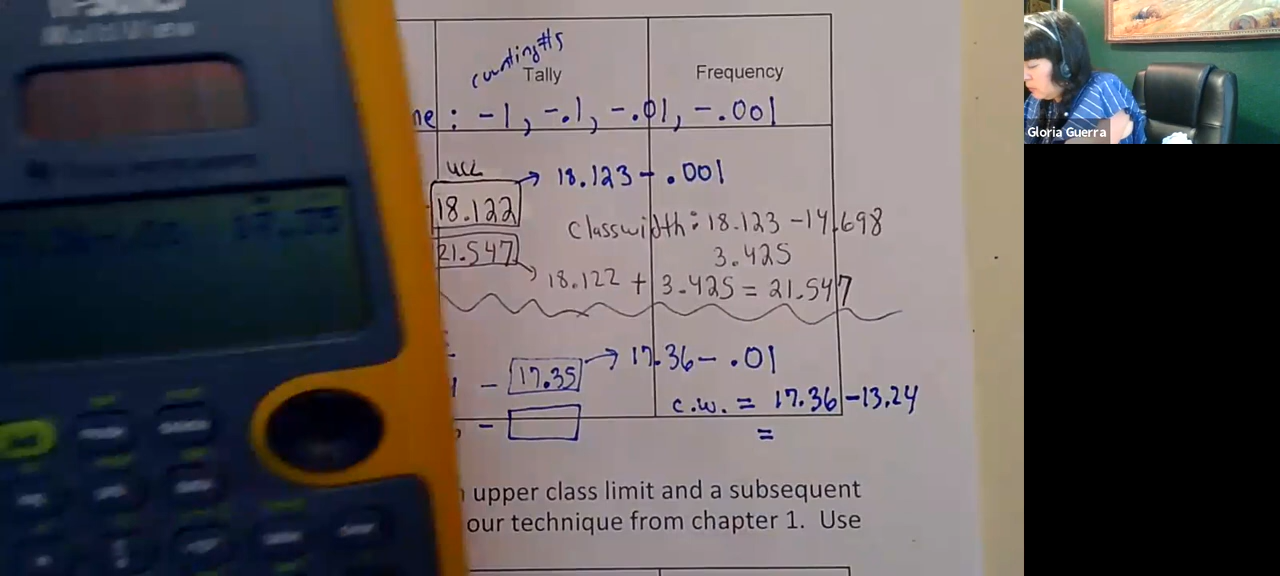 MultiView
counting #'s
Tally
Frequency
ne : -1, -.1, -.01, -.001
UCL
18.122 → 18.123 - .001
classwidth: 18.123 - 14.698
3.425
21.547 → 18.122 + 3.425 = 21.547
- 17.35 → 17.36 - .01
c.w. = 17.36 - 13.24
-
=
upper class limit and a subsequent
our technique from chapter 1. Use
Gloria Guerra